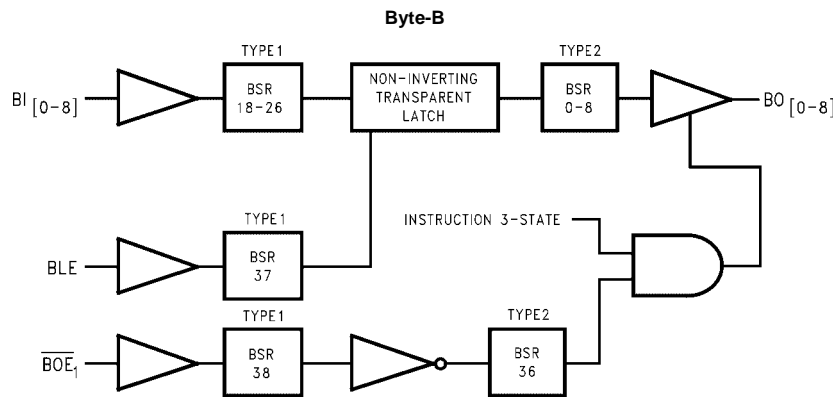 Byte-B
TYPE1
TYPE2
BI[0-8]
BSR
18-26
NON-INVERTING
TRANSPARENT
LATCH
BSR
0-8
BO[0-8]
TYPE1
INSTRUCTION 3-STATE
BLE
BSR
37
TYPE1
TYPE2
BOE1
BSR
38
BSR
36